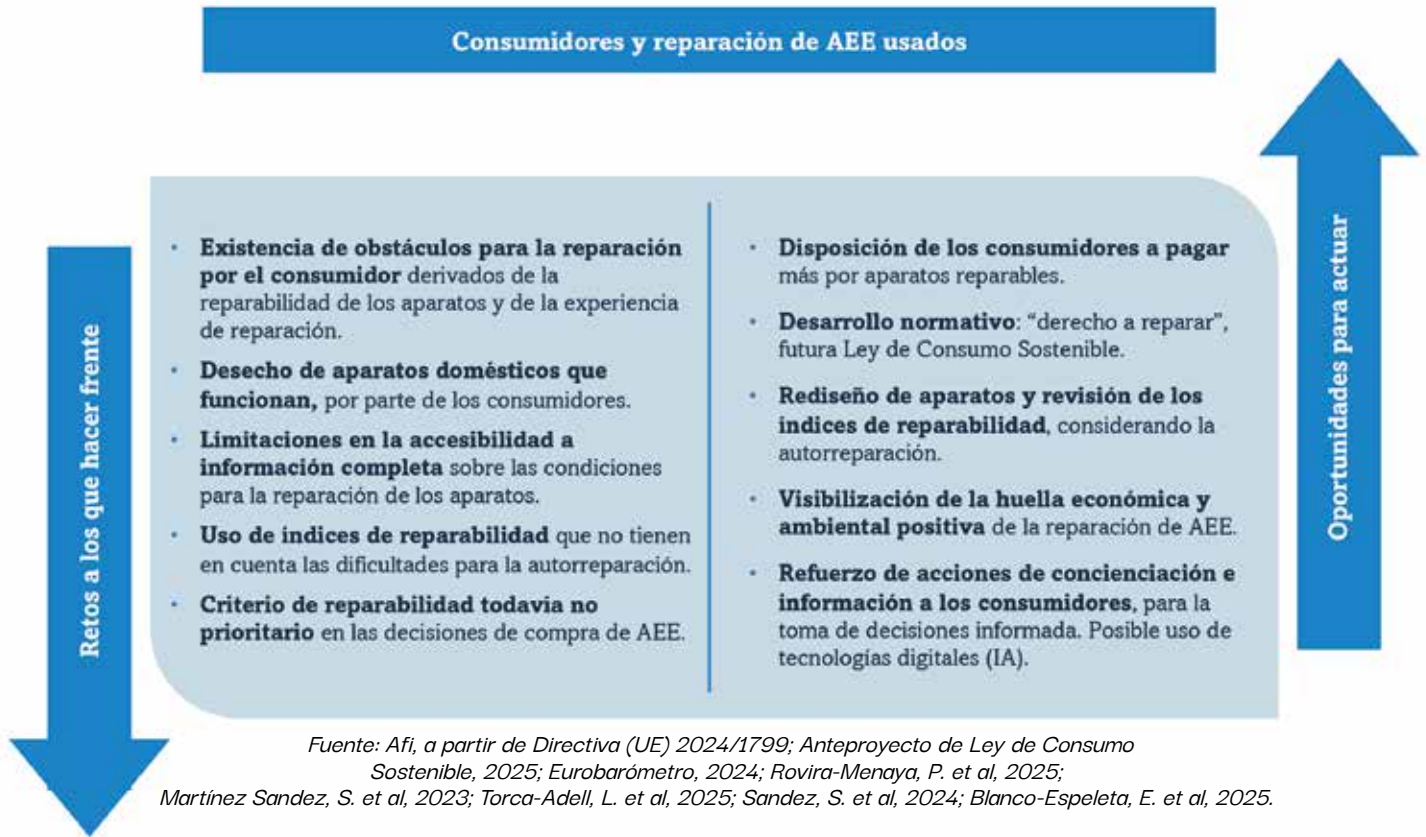 Consumidores y reparación de AEE usados
Retos a los que hacer frente
• Existencia de obstáculos para la reparación
por el consumidor derivados de la
reparabilidad de los aparatos y de la experiencia
de reparación.
• Desecho de aparatos domésticos que
funcionan, por parte de los consumidores.
• Limitaciones en la accesibilidad a
información completa sobre las condiciones
para la reparación de los aparatos.
• Uso de índices de reparabilidad que no tienen
en cuenta las dificultades para la autorreparación.
• Criterio de reparabilidad todavía no
prioritario en las decisiones de compra de AEE.
• Disposición de los consumidores a pagar
más por aparatos reparables.
• Desarrollo normativo: “derecho a reparar”,
futura Ley de Consumo Sostenible.
• Rediseño de aparatos y revisión de los
índices de reparabilidad, considerando la
autorreparación.
• Visibilización de la huella económica y
ambiental positiva de la reparación de AEE.
• Refuerzo de acciones de concienciación e
información a los consumidores, para la
toma de decisiones informada. Posible uso de
tecnologías digitales (IA).
Oportunidades para actuar
Fuente: Afi, a partir de Directiva (UE) 2024/1799; Anteproyecto de Ley de Consumo
Sostenible, 2025; Eurobarómetro, 2024; Rovira-Menaya, P. et al, 2025;
Martínez Sandez, S. et al, 2023; Torca-Adell, L. et al, 2025; Sandez, S. et al, 2024; Blanco-Espeleta, E. et al, 2025.